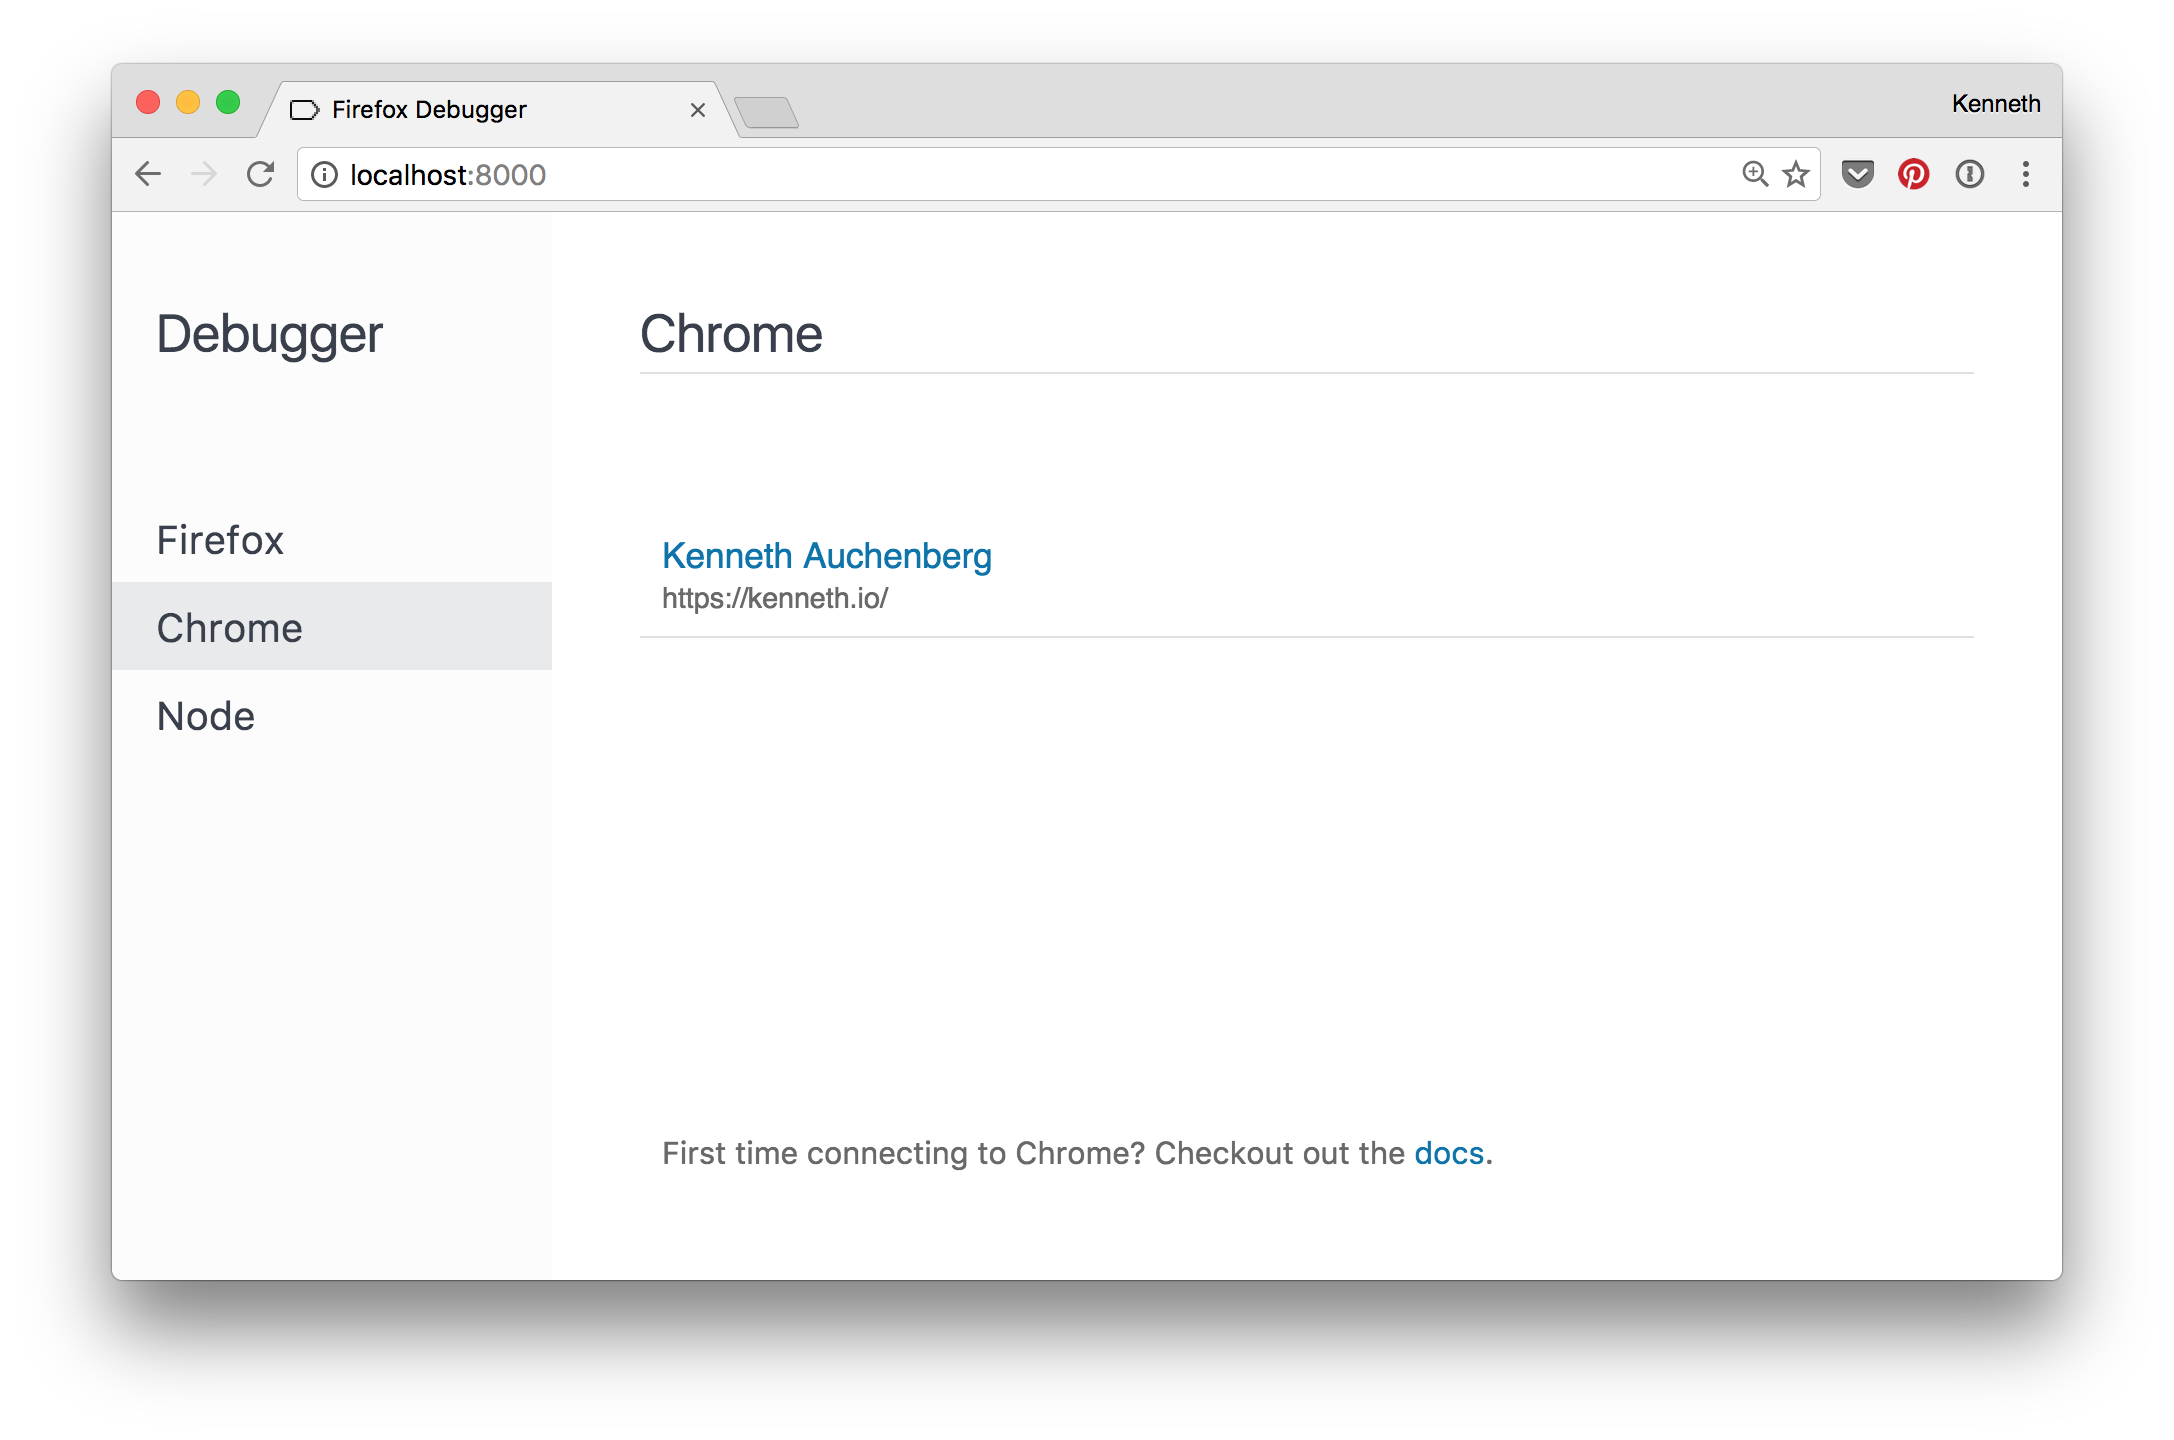 Firefox Debugger
Kenneth
localhost:8000
Debugger
Firefox
Chrome
Node
Chrome
Kenneth Auchenberg
https://kenneth.io/
First time connecting to Chrome? Checkout out the docs.